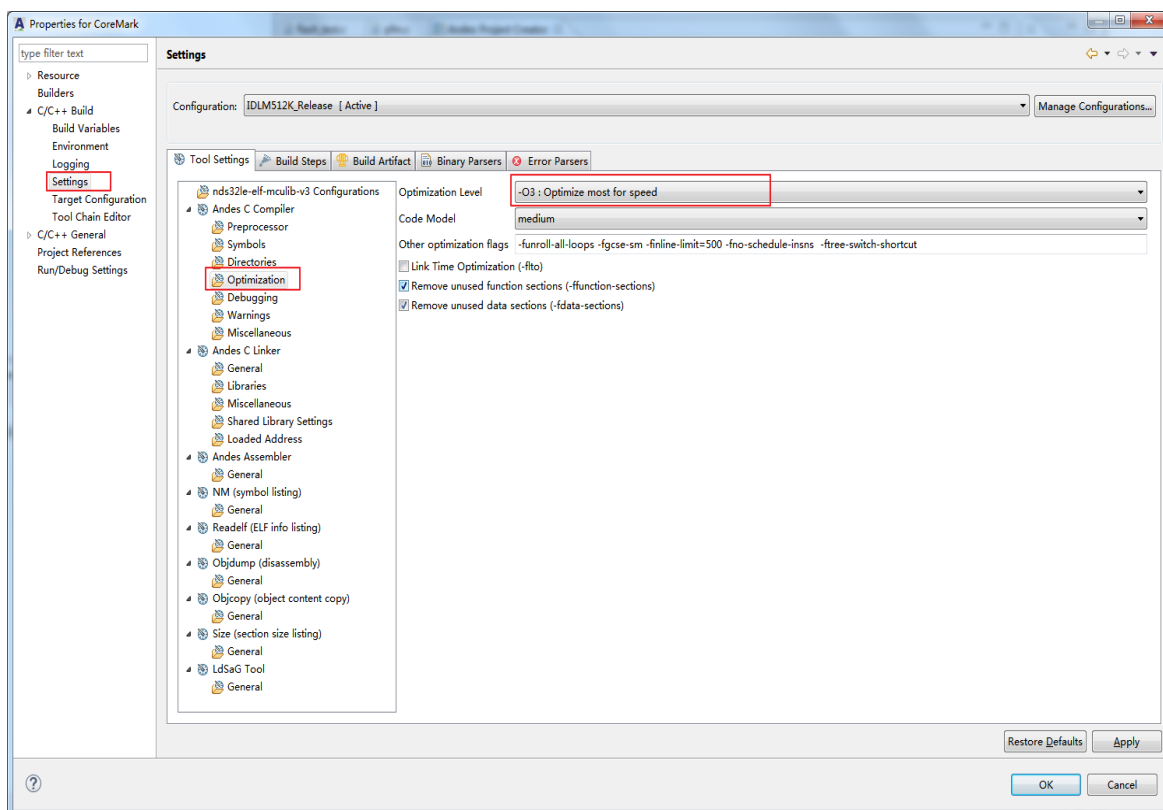 Properties for CoreMark
type filter text
Settings
Resource
Builders
C/C++ Build
Build Variables
Environment
Logging
Settings
Target Configuration
Tool Chain Editor
C/C++ General
Project References
Run/Debug Settings
Configuration: IDLM512K_Release [ Active ] Manage Configurations...
Tool Settings Build Steps Build Artifact Binary Parsers Error Parsers
nds32le-elf-mculib-v3 Configurations
Andes C Compiler
Preprocessor
Symbols
Directories
Optimization
Debugging
Warnings
Miscellaneous
Andes C Linker
General
Libraries
Miscellaneous
Shared Library Settings
Loaded Address
Andes Assembler
General
NM (symbol listing)
General
Readelf (ELF info listing)
General
Objdump (disassembly)
General
Objcopy (object content copy)
General
Size (section size listing)
General
LdSaG Tool
General
Optimization Level -O3 : Optimize most for speed
Code Model medium
Other optimization flags -funroll-all-loops -fgcse-sm -finline-limit=500 -fno-schedule-insns -ftree-switch-shortcut
Link Time Optimization (-flto)
Remove unused function sections (-ffunction-sections)
Remove unused data sections (-fdata-sections)
Restore Defaults Apply
OK Cancel